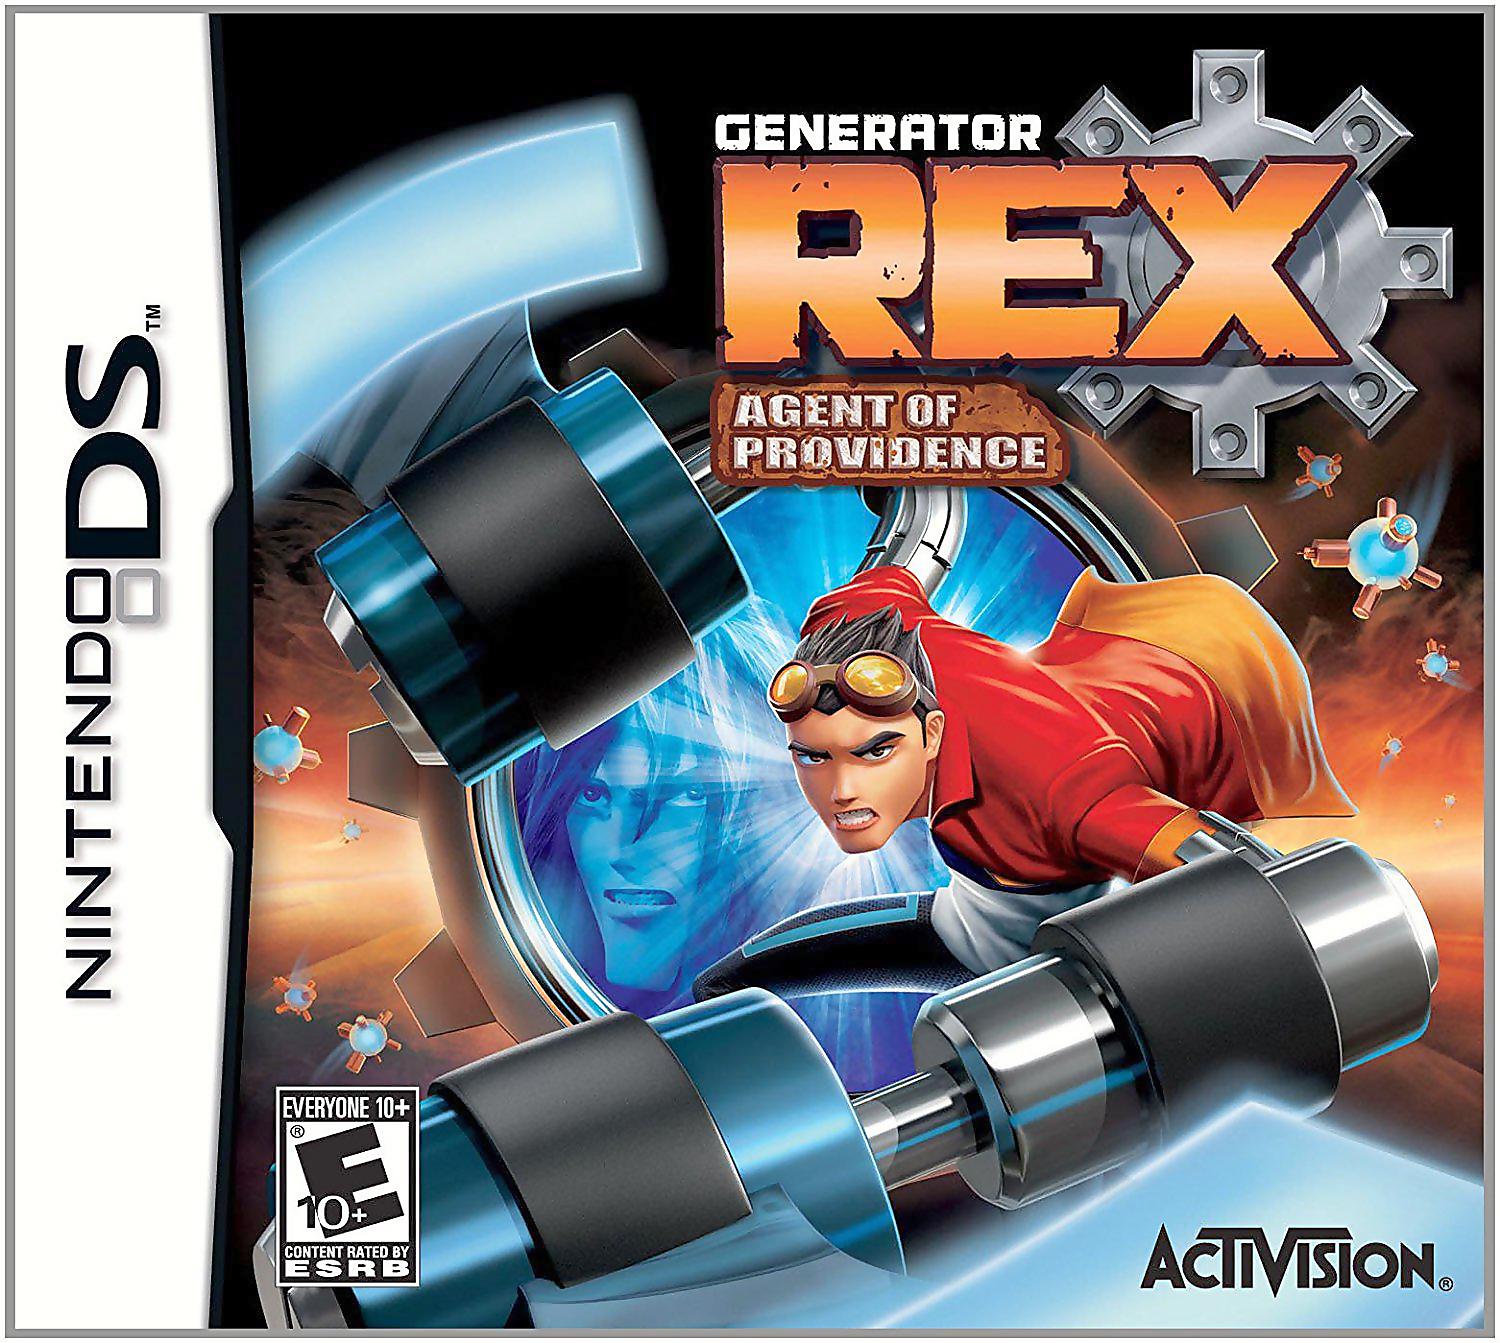 GENERATOR
REX
AGENT OF
PROVIDENCE
NINTENDO DS™
EVERYONE 10+
E
10+
®
CONTENT RATED BY
ESRB
ACTIVISION®